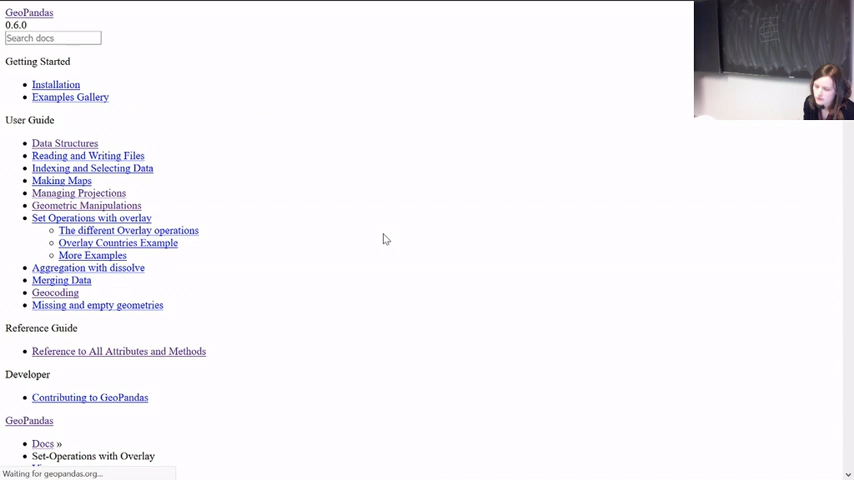 GeoPandas
0.6.0
Search docs
Getting Started
Installation
Examples Gallery
User Guide
Data Structures
Reading and Writing Files
Indexing and Selecting Data
Making Maps
Managing Projections
Geometric Manipulations
Set Operations with overlay
The different Overlay operations
Overlay Countries Example
More Examples
Aggregation with dissolve
Merging Data
Geocoding
Missing and empty geometries
Reference Guide
Reference to All Attributes and Methods
Developer
Contributing to GeoPandas
GeoPandas
Docs »
Set-Operations with Overlay
Waiting for geopandas.org...